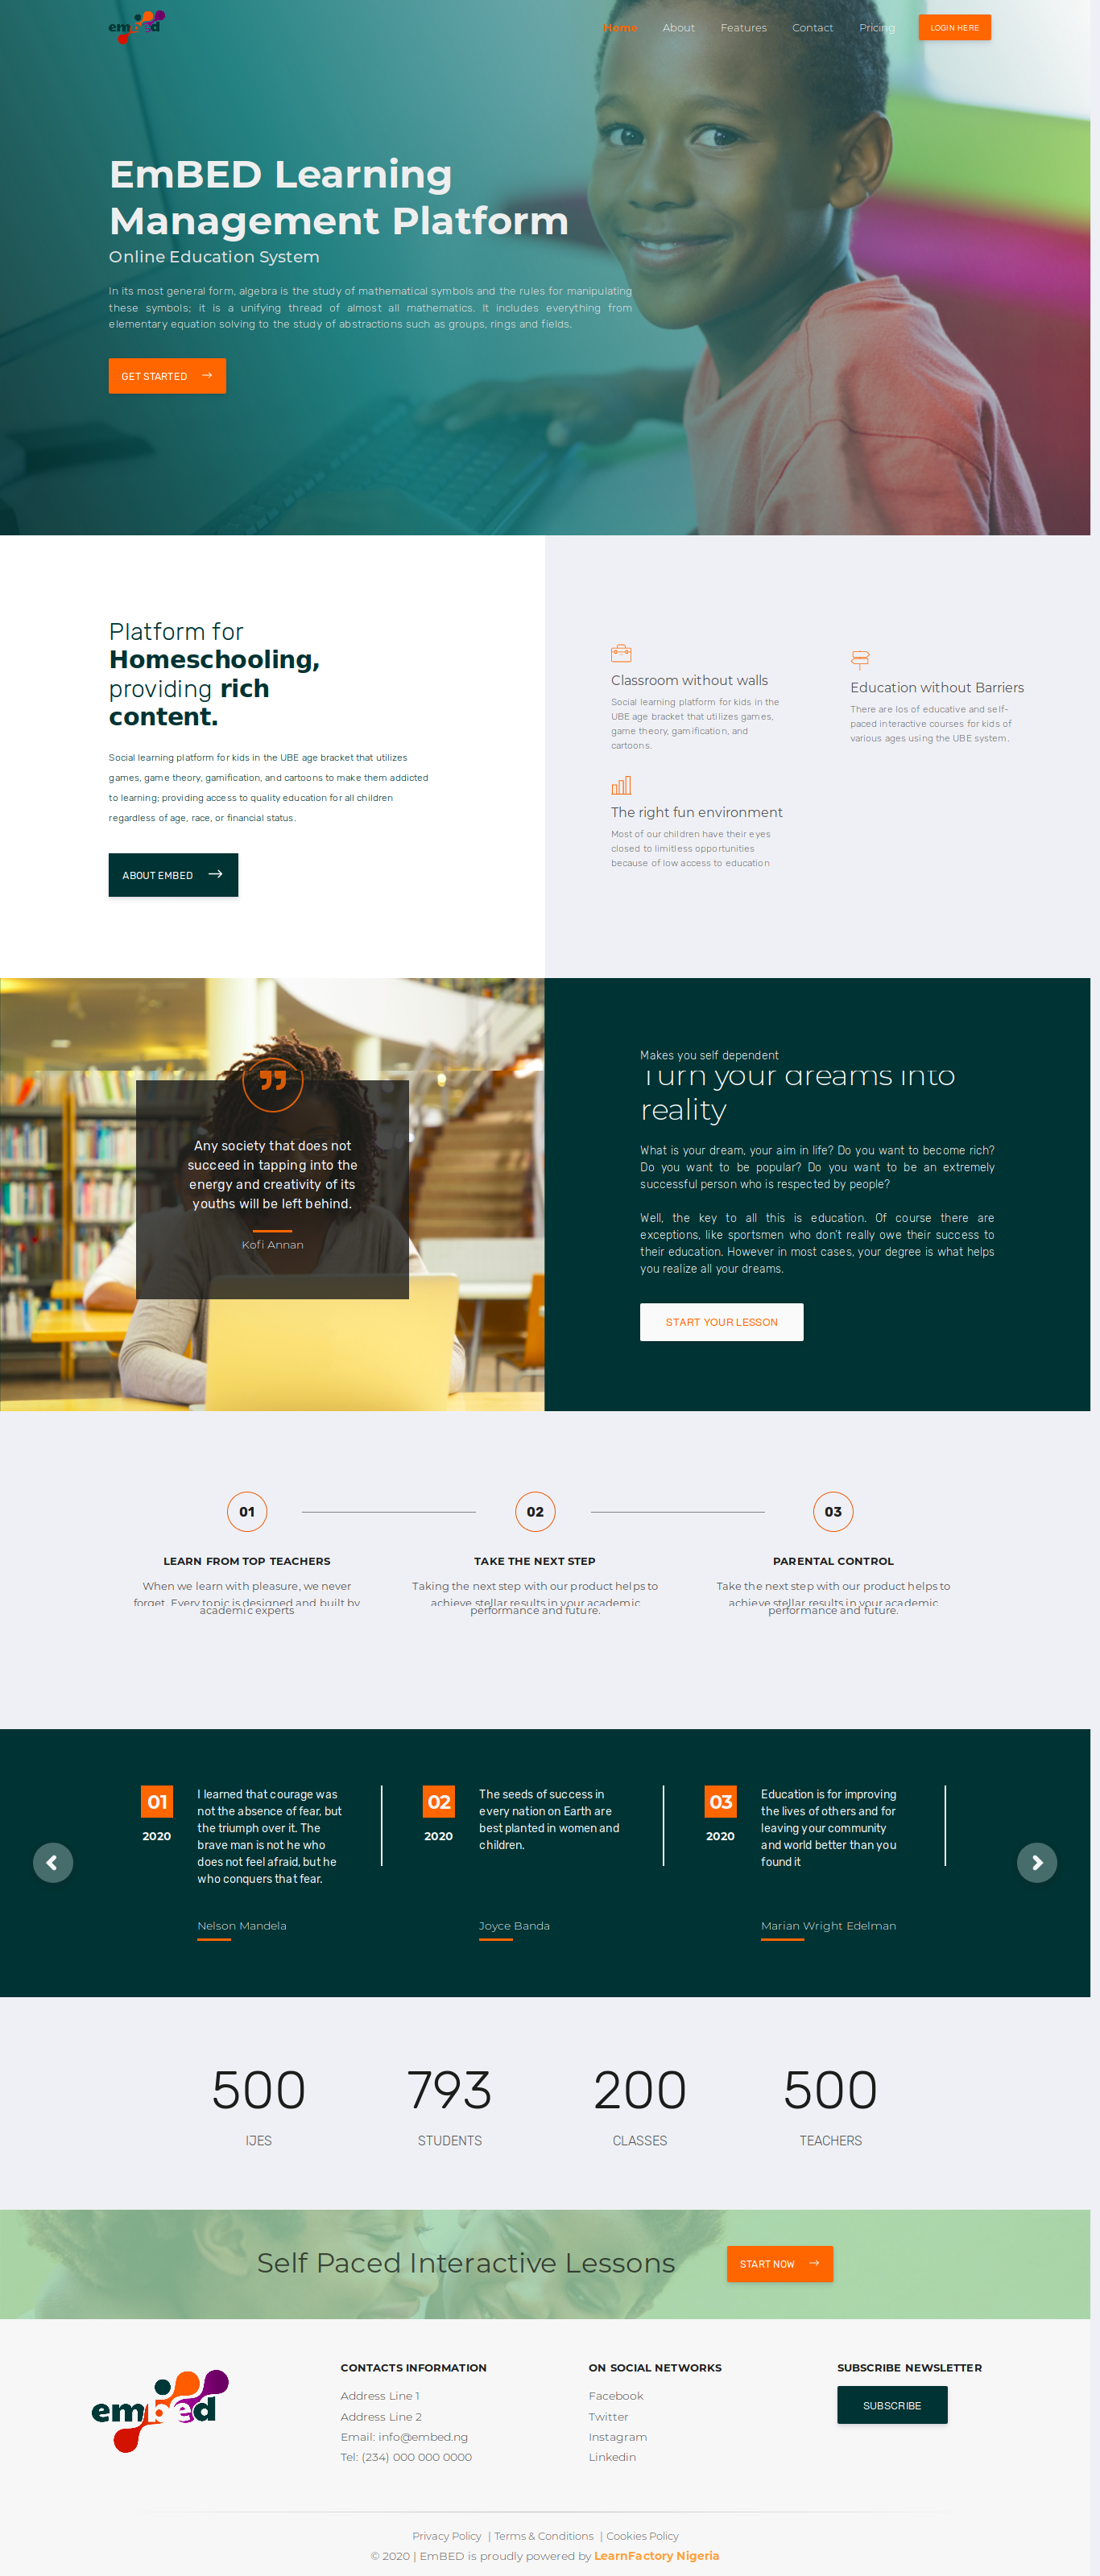 embed
Home
About
Features
Contact
Pricing
LOGIN HERE
EmBED Learning
Management Platform
Online Education System
In its most general form, algebra is the study of mathematical symbols and the rules for manipulating
these symbols; it is a unifying thread of almost all mathematics. It includes everything from
elementary equation solving to the study of abstractions such as groups, rings and fields.
GET STARTED
Platform for
Homeschooling,
providing rich
content.
Social learning platform for kids in the UBE age bracket that utilizes
games, game theory, gamification, and cartoons to make them addicted
to learning; providing access to quality education for all children
regardless of age, race, or financial status.
ABOUT EMBED
Classroom without walls
Social learning platform for kids in the
UBE age bracket that utilizes games,
game theory, gamification, and
cartoons.
Education without Barriers
There are los of educative and self-
paced interactive courses for kids of
various ages using the UBE system.
The right fun environment
Most of our children have their eyes
closed to limitless opportunities
because of low access to education
Any society that does not
succeed in tapping into the
energy and creativity of its
youths will be left behind.
Kofi Annan
Makes you self dependent
Turn your dreams into
reality
What is your dream, your aim in life? Do you want to become rich?
Do you want to be popular? Do you want to be an extremely
successful person who is respected by people?
Well, the key to all this is education. Of course there are
exceptions, like sportsmen who don't really owe their success to
their education. However in most cases, your degree is what helps
you realize all your dreams.
START YOUR LESSON
01
LEARN FROM TOP TEACHERS
When we learn with pleasure, we never
forget. Every topic is designed and built by
academic experts
02
TAKE THE NEXT STEP
Taking the next step with our product helps to
achieve stellar results in your academic
performance and future.
03
PARENTAL CONTROL
Take the next step with our product helps to
achieve stellar results in your academic
performance and future.
01
2020
I learned that courage was
not the absence of fear, but
the triumph over it. The
brave man is not he who
does not feel afraid, but he
who conquers that fear.
Nelson Mandela
02
2020
The seeds of success in
every nation on Earth are
best planted in women and
children.
Joyce Banda
03
2020
Education is for improving
the lives of others and for
leaving your community
and world better than you
found it
Marian Wright Edelman
500
IJES
793
STUDENTS
200
CLASSES
500
TEACHERS
Self Paced Interactive Lessons
START NOW
embed
CONTACTS INFORMATION
Address Line 1
Address Line 2
Email: info@embed.ng
Tel: (234) 000 000 0000
ON SOCIAL NETWORKS
Facebook
Twitter
Instagram
Linkedin
SUBSCRIBE NEWSLETTER
SUBSCRIBE
Privacy Policy | Terms & Conditions | Cookies Policy
© 2020 | EmBED is proudly powered by LearnFactory Nigeria